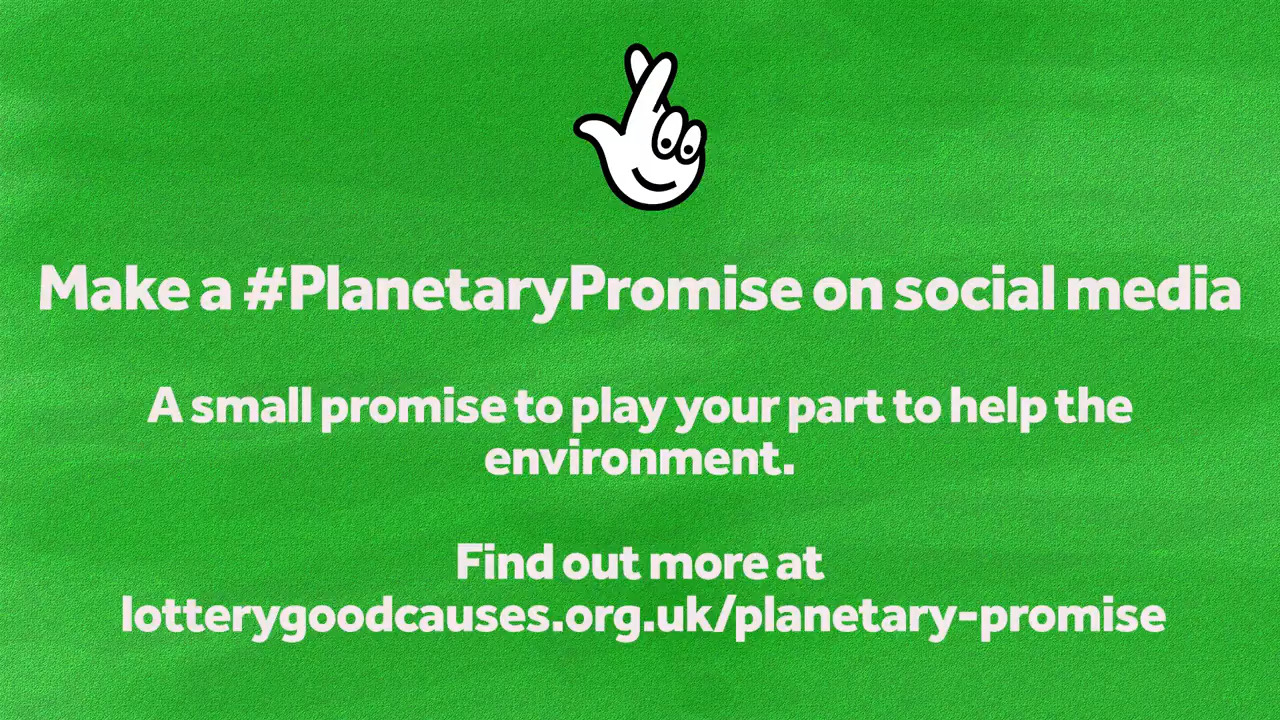 Make a #PlanetaryPromise on social media
A small promise to play your part to help the
environment.
Find out more at
lotterygoodcauses.org.uk/planetary-promise